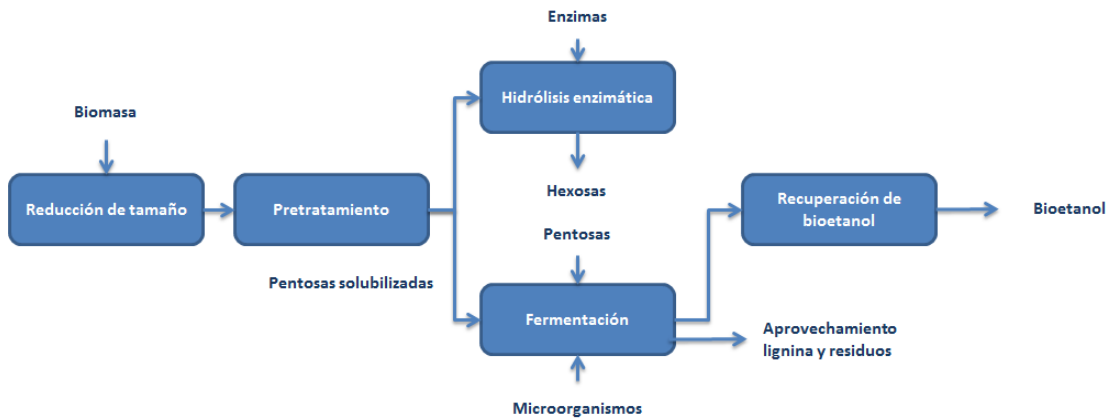 Enzimas
Hidrólisis enzimática
Biomasa
Reducción de tamaño
Pretratamiento
Hexosas
Pentosas
Recuperación de
bioetanol
Bioetanol
Pentosas solubilizadas
Fermentación
Aprovechamiento
lignina y residuos
Microorganismos